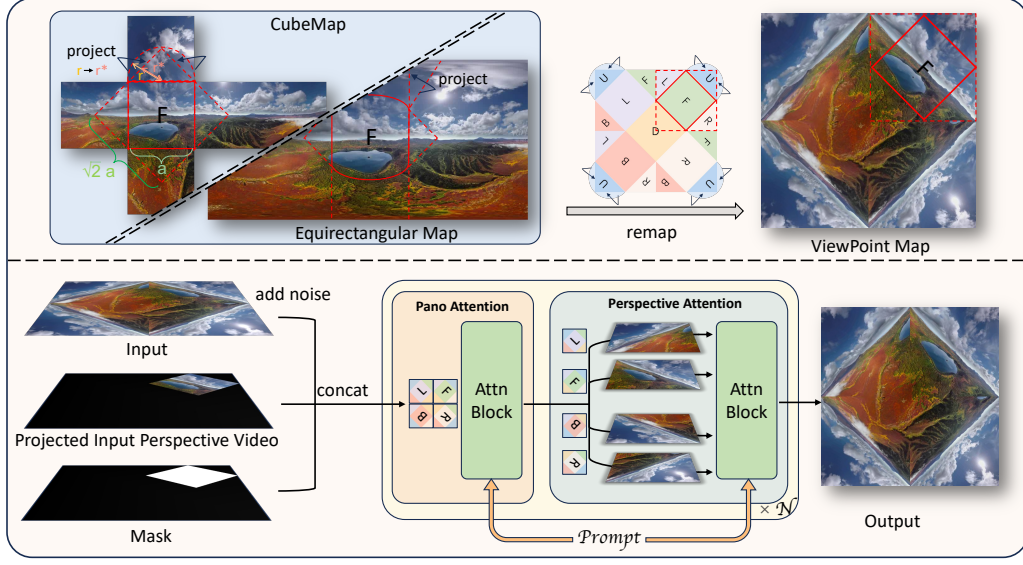 CubeMap
project
r → r*
r
F
√2 a
a
project
F
Equirectangular Map
U
F
L
U
L
F
B
R
D
F
B
R
U
R
B
U
remap
F
ViewPoint Map
Input
add noise
Projected Input Perspective Video
Mask
concat
Pano Attention
L
F
B
R
Attn
Block
Perspective Attention
L
F
B
R
Attn
Block
× N
Prompt
Output